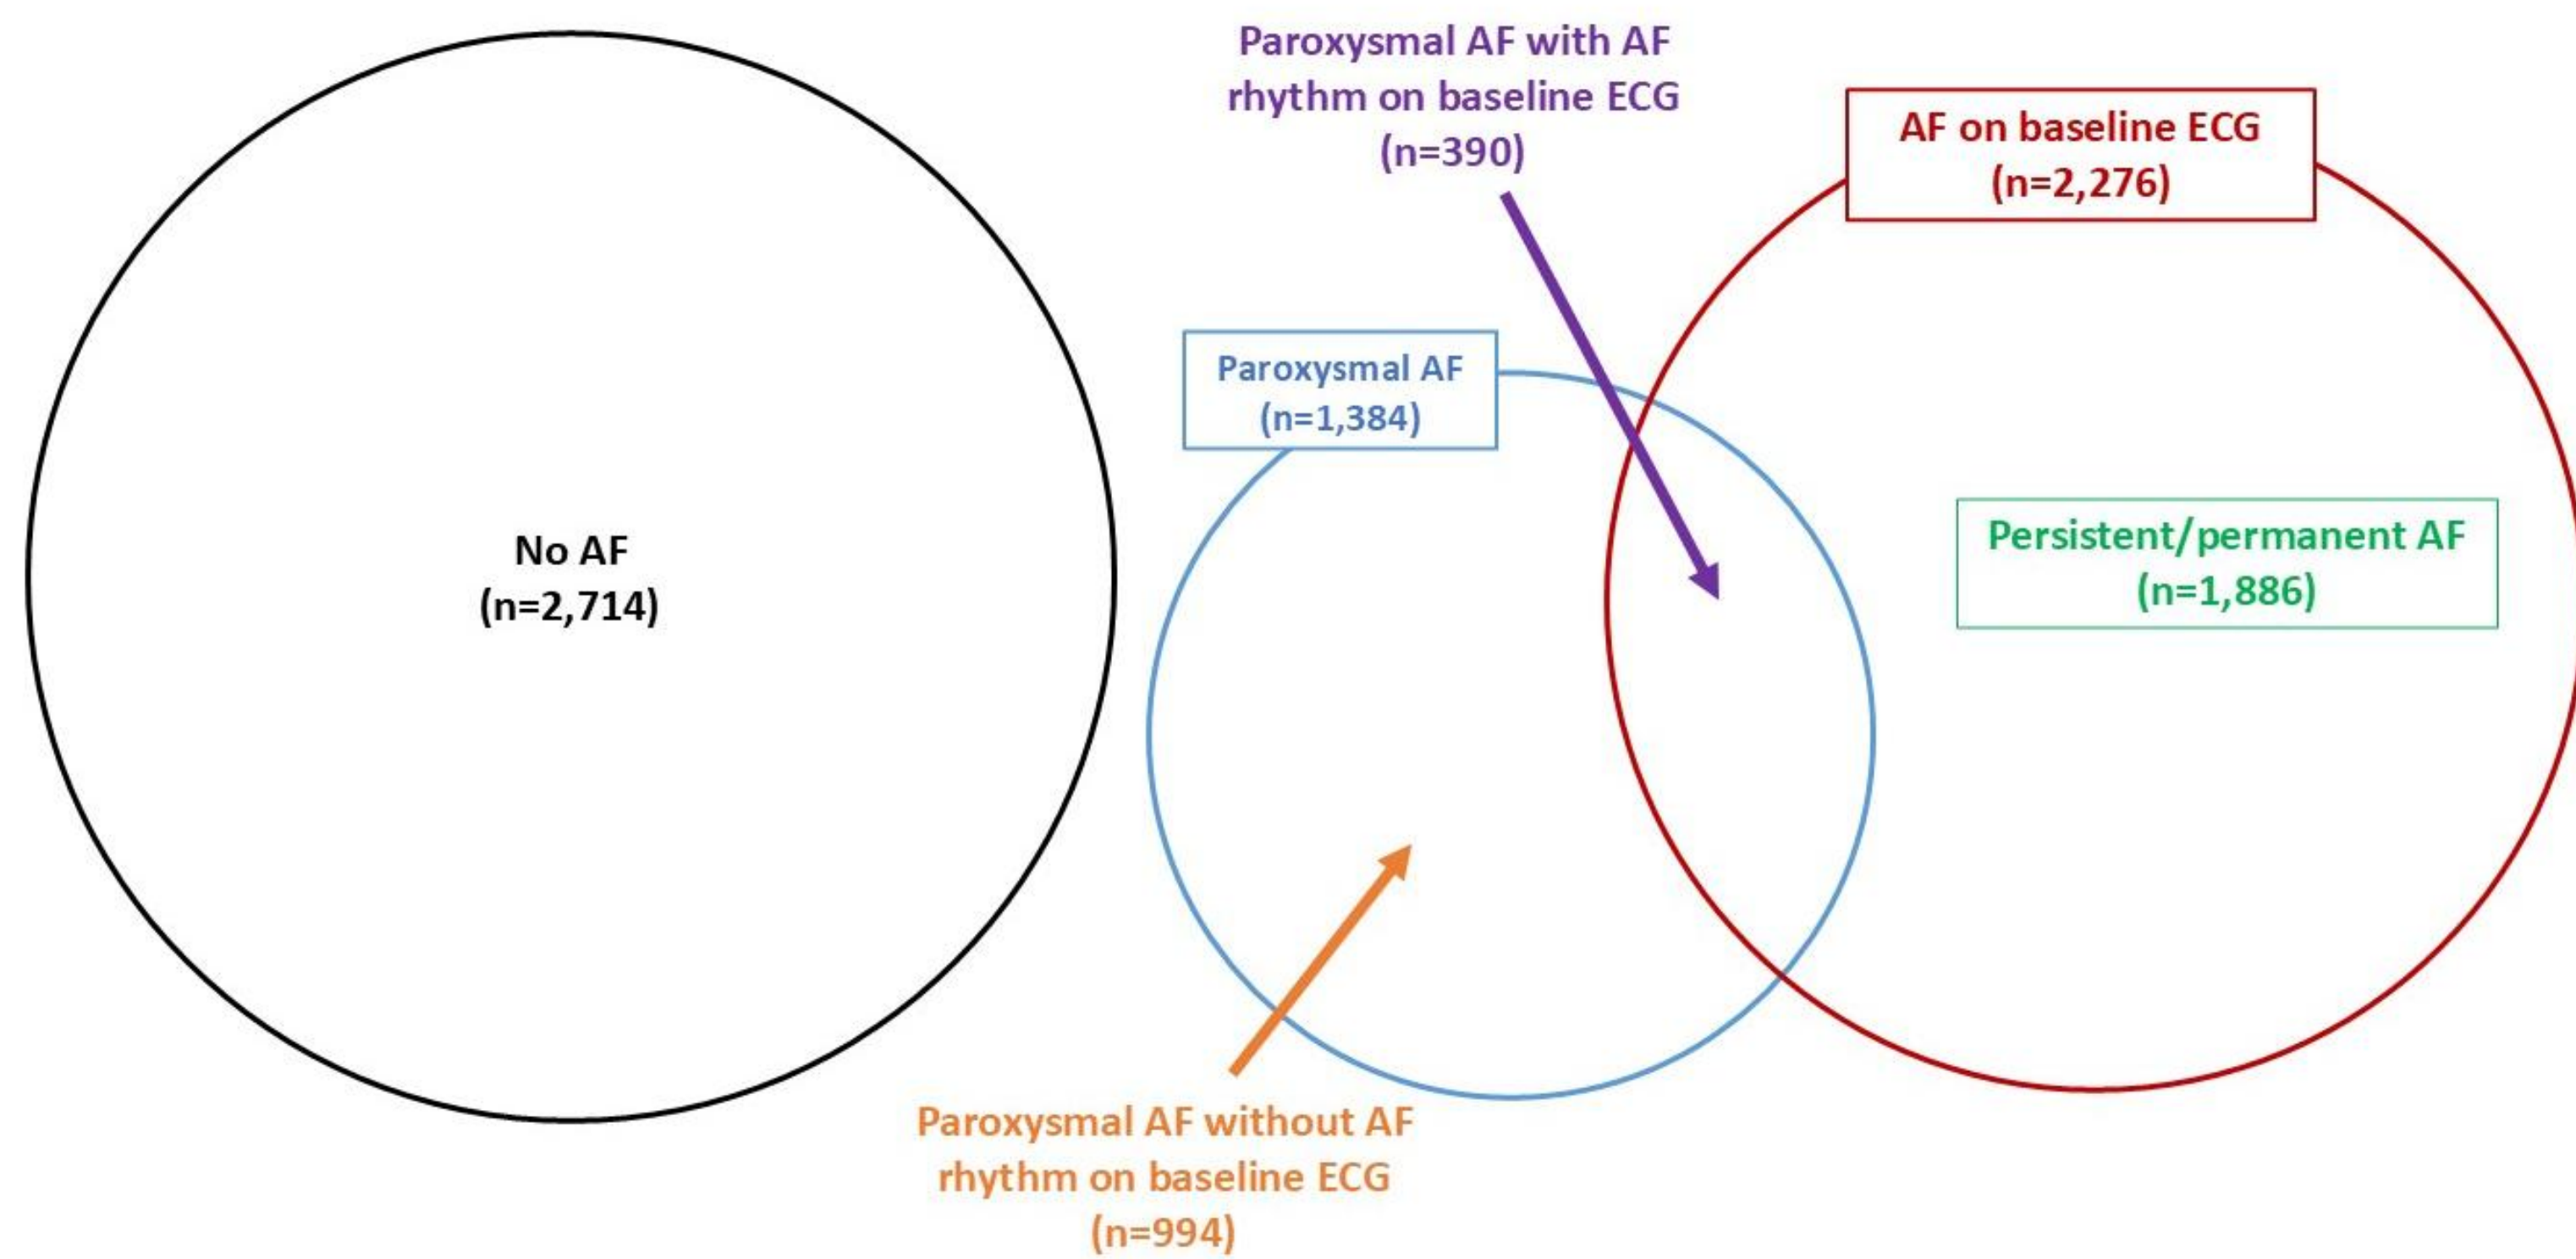 No AF
(n=2,714)
Paroxysmal AF with AF
rhythm on baseline ECG
(n=390)
AF on baseline ECG
(n=2,276)
Paroxysmal AF
(n=1,384)
Persistent/permanent AF
(n=1,886)
Paroxysmal AF without AF
rhythm on baseline ECG
(n=994)